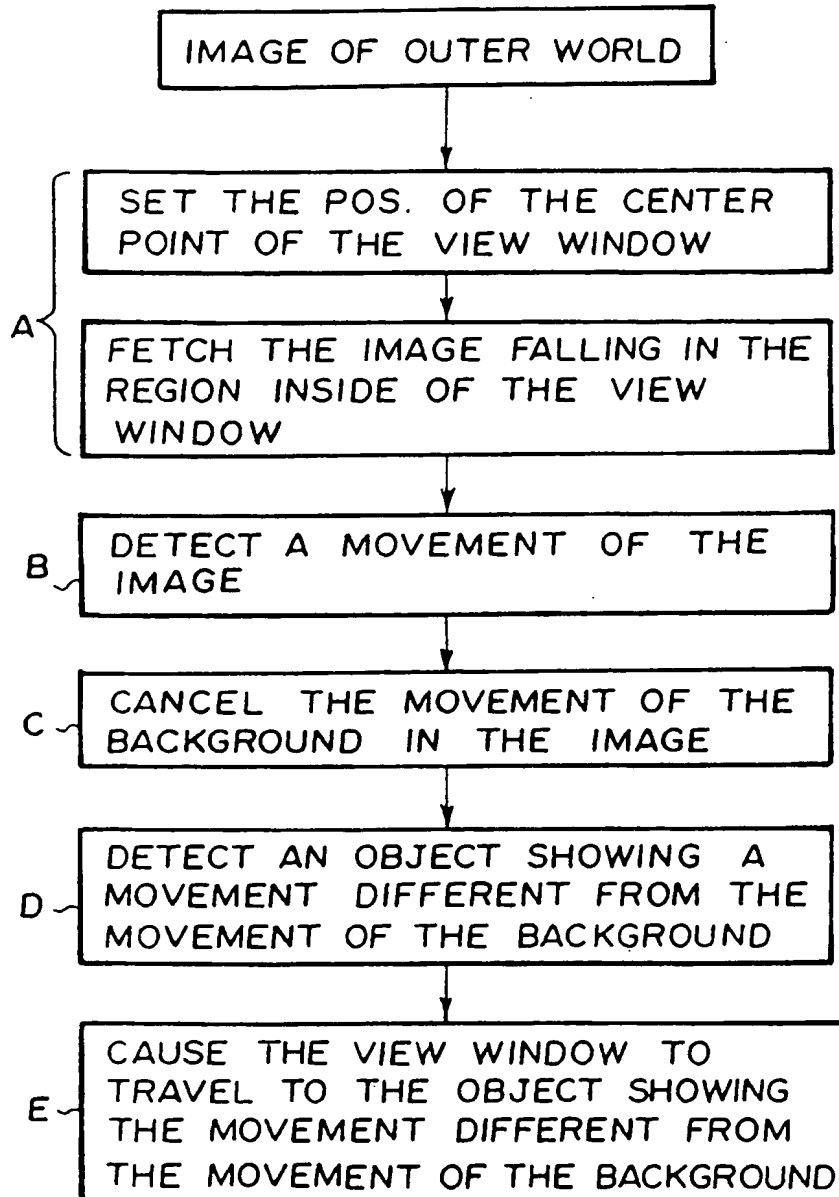 IMAGE OF OUTER WORLD
SET THE POS. OF THE CENTER
POINT OF THE VIEW WINDOW
A
FETCH THE IMAGE FALLING IN THE
REGION INSIDE OF THE VIEW
WINDOW
DETECT A MOVEMENT OF THE
IMAGE
B
CANCEL THE MOVEMENT OF THE
BACKGROUND IN THE IMAGE
C
DETECT AN OBJECT SHOWING A
MOVEMENT DIFFERENT FROM THE
MOVEMENT OF THE BACKGROUND
D
CAUSE THE VIEW WINDOW TO
TRAVEL TO THE OBJECT SHOWING
THE MOVEMENT DIFFERENT FROM
THE MOVEMENT OF THE BACKGROUND
E